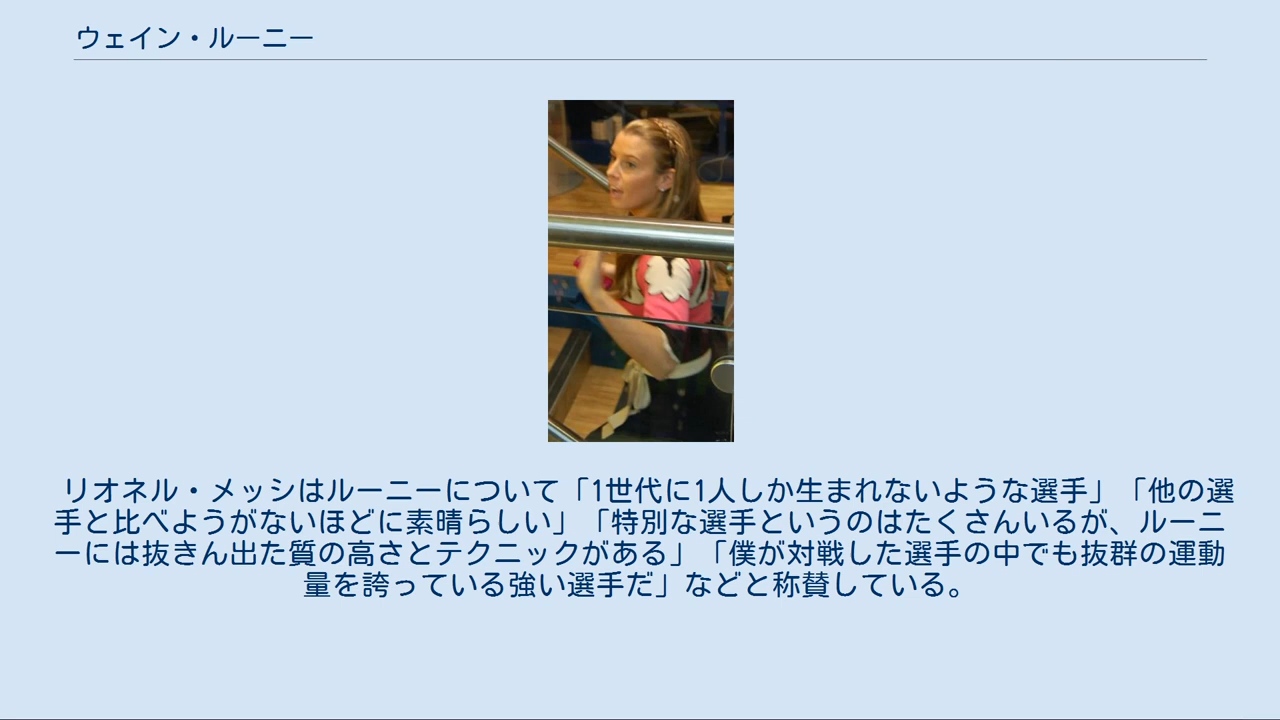 ウェイン・ルーニー
リオネル・メッシはルーニーについて「1世代に1人しか生まれないような選手」「他の選
手と比べようがないほどに素晴らしい」「特別な選手というのはたくさんいるが、ルーニ
ーには抜きん出た質の高さとテクニックがある」「僕が対戦した選手の中でも抜群の運動
量を誇っている強い選手だ」などと称賛している。